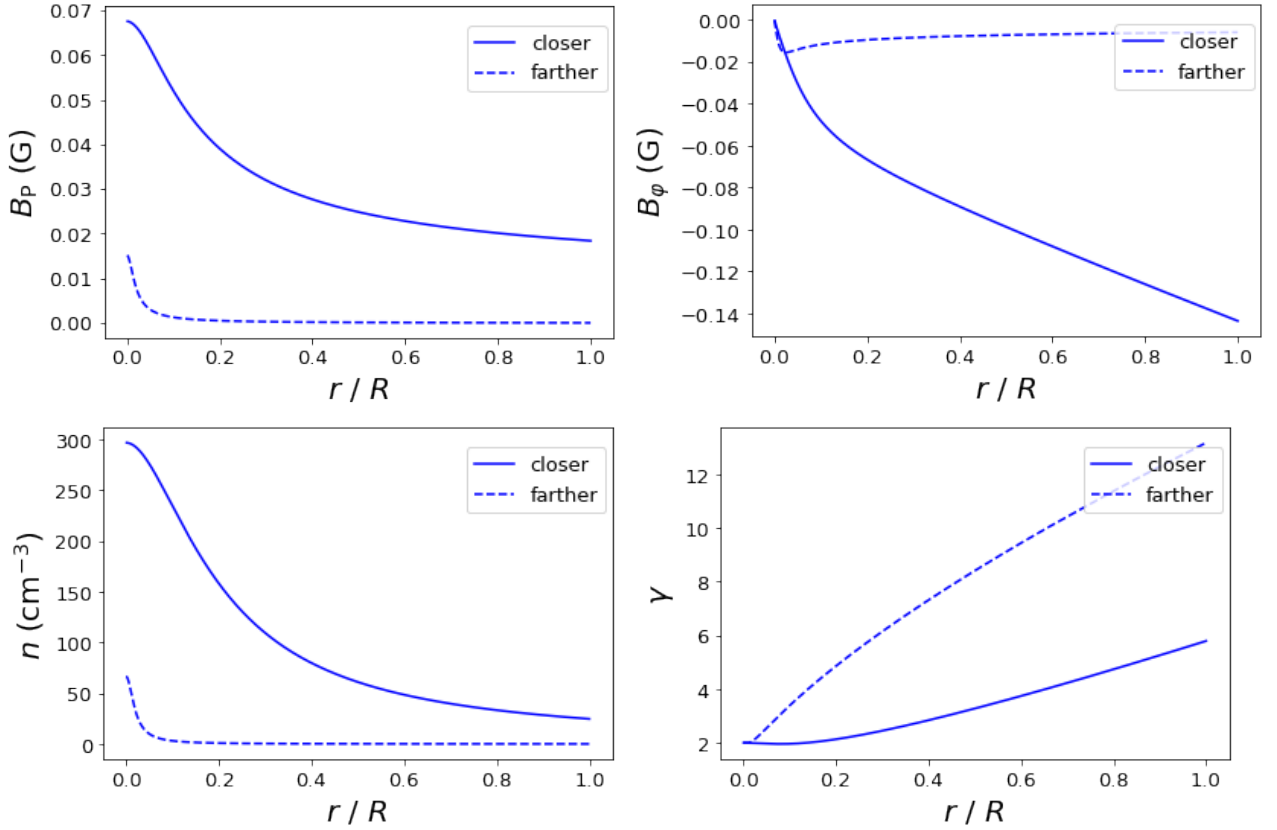 0.07
0.06
0.05
0.04
0.03
0.02
0.01
0.00
B_P (G)
0.0 0.2 0.4 0.6 0.8 1.0
r / R
closer
farther
0.00
−0.02
−0.04
−0.06
−0.08
−0.10
−0.12
−0.14
B_φ (G)
0.0 0.2 0.4 0.6 0.8 1.0
r / R
closer
farther
300
250
200
150
100
50
0
n (cm⁻³)
0.0 0.2 0.4 0.6 0.8 1.0
r / R
closer
farther
12
10
8
6
4
2
γ
0.0 0.2 0.4 0.6 0.8 1.0
r / R
closer
farther